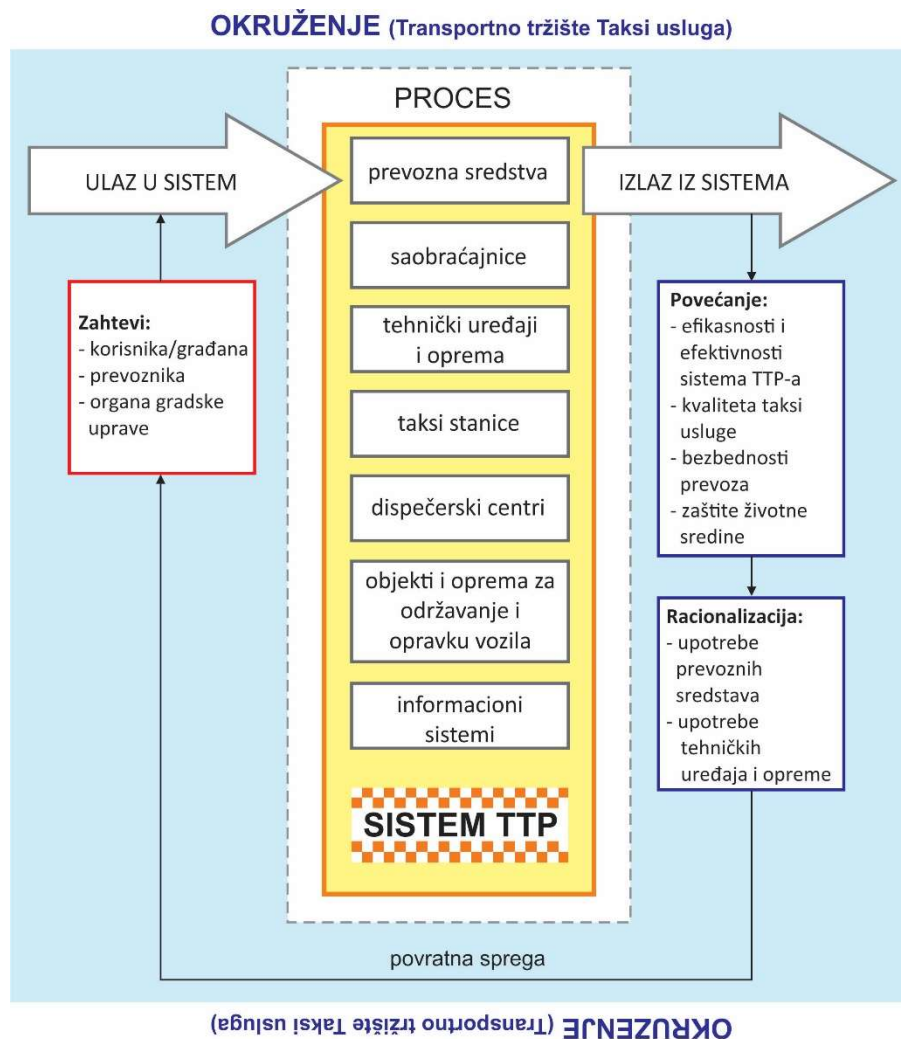 OKRUŽENJE (Transportno tržište Taksi usluga)
PROCES
ULAZ U SISTEM
prevozna sredstva
IZLAZ IZ SISTEMA
saobraćajnice
tehnički uređaji
i oprema
taksi stanice
dispečerski centri
objekti i oprema za
održavanje i
opravku vozila
informacioni
sistemi
SISTEM TTP
Zahtevi:
- korisnika/građana
- prevoznika
- organa gradske
uprave
Povećanje:
- efikasnosti i
efektivnosti
sistema TTP-a
- kvaliteta taksi
usluge
- bezbednosti
prevoza
- zaštite životne
sredine
Racionalizacija:
- upotrebe
prevoznih
sredstava
- upotrebe
tehničkih
uređaja i opreme
povratna sprega
OKRUŽENJE (Transportno tržište Taksi usluga)